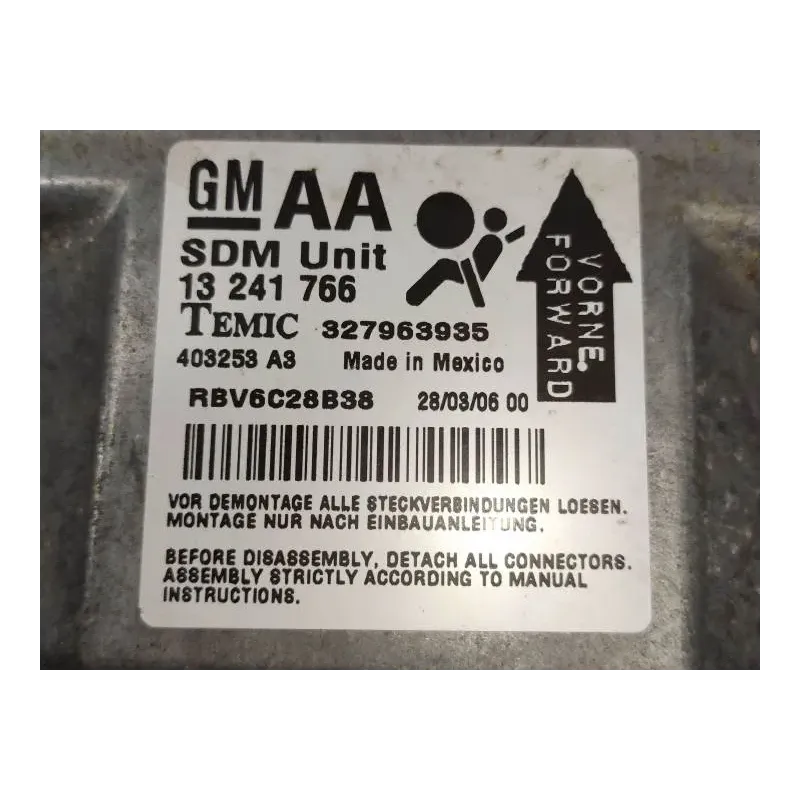 GM AA
SDM Unit
13 241 766
TEMIC 327963935
403253 A3 Made in Mexico
RBV6C28B38 28/03/06 00
VORNE.
FORWARD
VOR DEMONTAGE ALLE STECKVERBINDUNGEN LOESEN.
MONTAGE NUR NACH EINBAUANLEITUNG.
BEFORE DISASSEMBLY, DETACH ALL CONNECTORS.
ASSEMBLY STRICTLY ACCORDING TO MANUAL
INSTRUCTIONS.